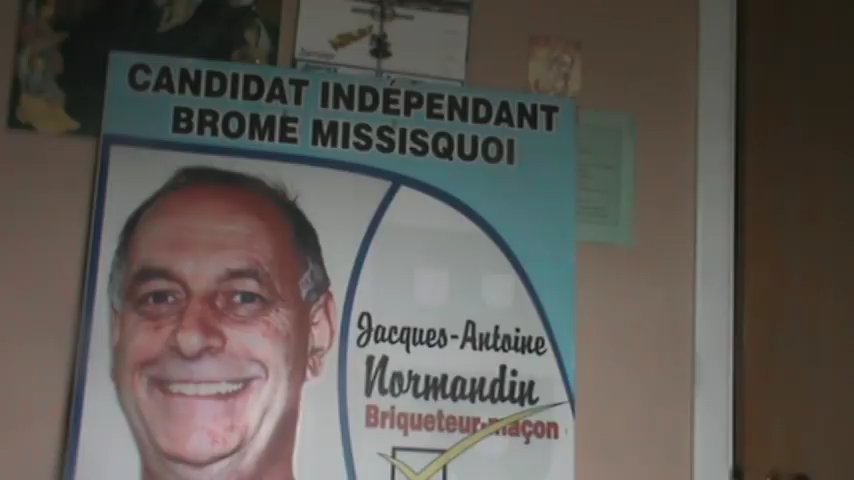 CANDIDAT INDÉPENDANT
BROME MISSISQUOI
Jacques-Antoine
Normandin
Briqueteur-maçon